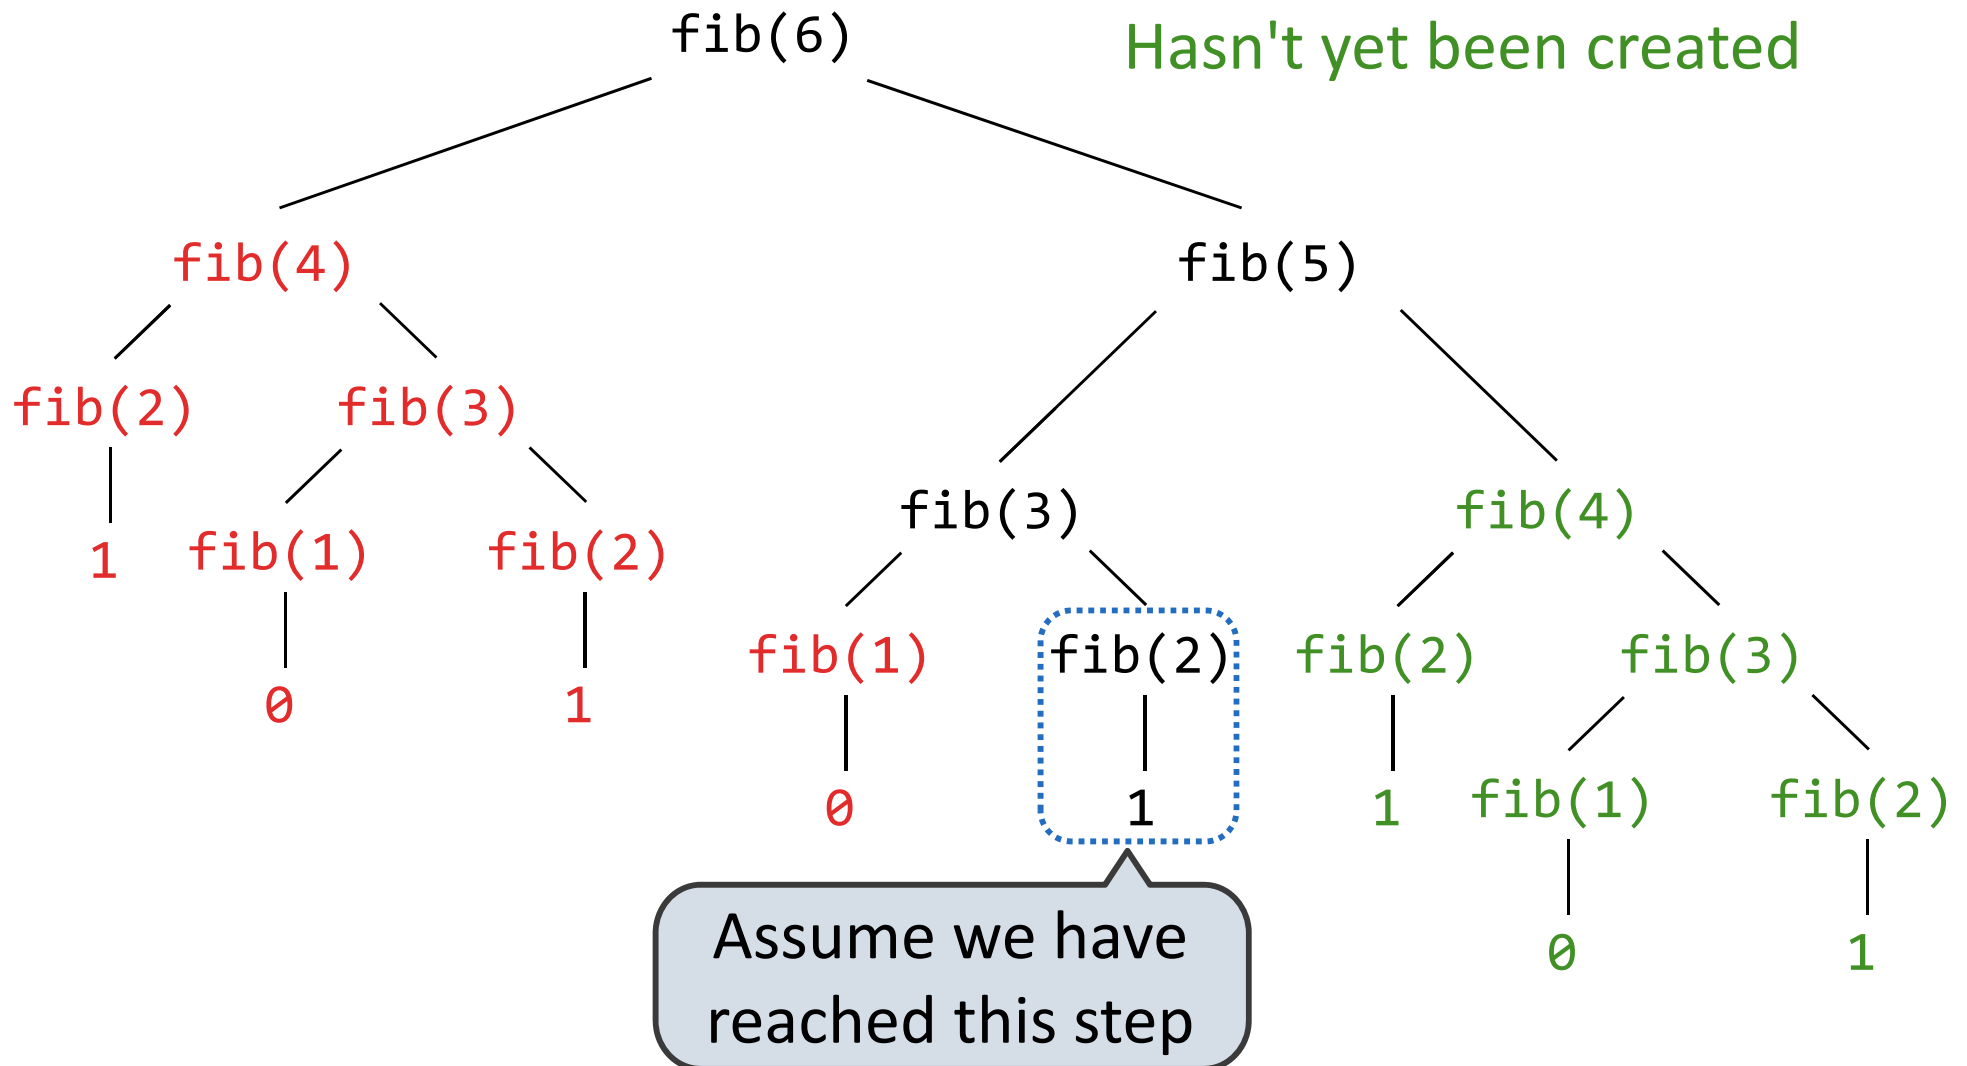 fib(6)
Hasn't yet been created
fib(4)
fib(5)
fib(2)
fib(3)
fib(3)
fib(4)
1
fib(1)
fib(2)
fib(1)
fib(2)
fib(2)
fib(3)
0
1
0
1
1
fib(1)
fib(2)
0
1
Assume we have
reached this step